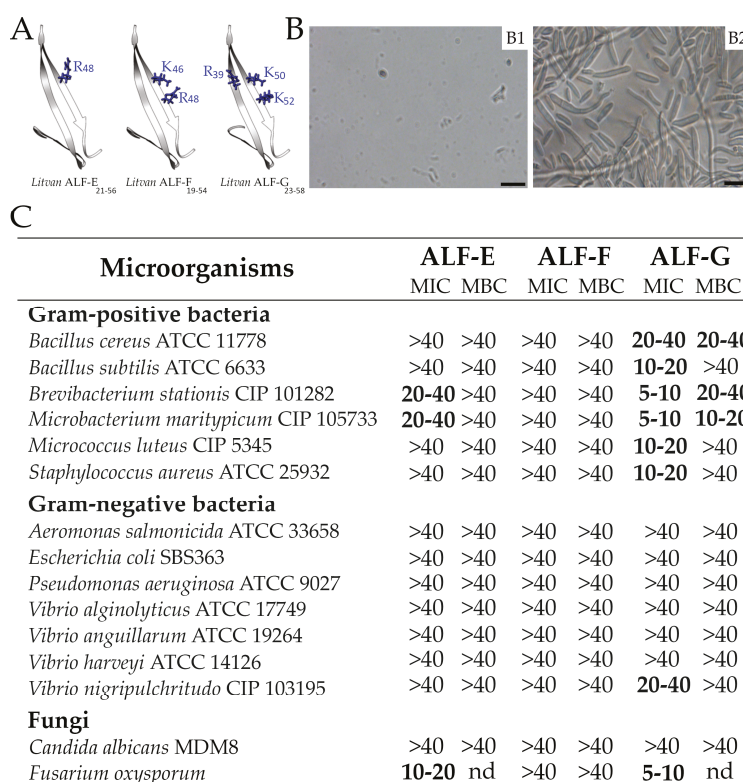 A
B
R48
K46
R48
R39
K50
K52
Litvan ALF-E 21-56
Litvan ALF-F 19-54
Litvan ALF-G 23-58
B1
B2
C
Microorganisms ALF-E ALF-F ALF-G
MIC MBC MIC MBC MIC MBC
Gram-positive bacteria
Bacillus cereus ATCC 11778 >40 >40 >40 >40 20-40 20-40
Bacillus subtilis ATCC 6633 >40 >40 >40 >40 10-20 >40
Brevibacterium stationis CIP 101282 20-40 >40 >40 >40 5-10 20-40
Microbacterium maritypicum CIP 105733 20-40 >40 >40 >40 5-10 10-20
Micrococcus luteus CIP 5345 >40 >40 >40 >40 10-20 >40
Staphylococcus aureus ATCC 25932 >40 >40 >40 >40 10-20 >40
Gram-negative bacteria
Aeromonas salmonicida ATCC 33658 >40 >40 >40 >40 >40 >40
Escherichia coli SBS363 >40 >40 >40 >40 >40 >40
Pseudomonas aeruginosa ATCC 9027 >40 >40 >40 >40 >40 >40
Vibrio alginolyticus ATCC 17749 >40 >40 >40 >40 >40 >40
Vibrio anguillarum ATCC 19264 >40 >40 >40 >40 >40 >40
Vibrio harveyi ATCC 14126 >40 >40 >40 >40 >40 >40
Vibrio nigripulchritudo CIP 103195 >40 >40 >40 >40 20-40 >40
Fungi
Candida albicans MDM8 >40 >40 >40 >40 >40 >40
Fusarium oxysporum 10-20 nd >40 >40 5-10 nd